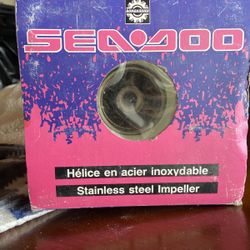 SEA-DOO
Hélice en acier inoxydable
Stainless steel Impeller